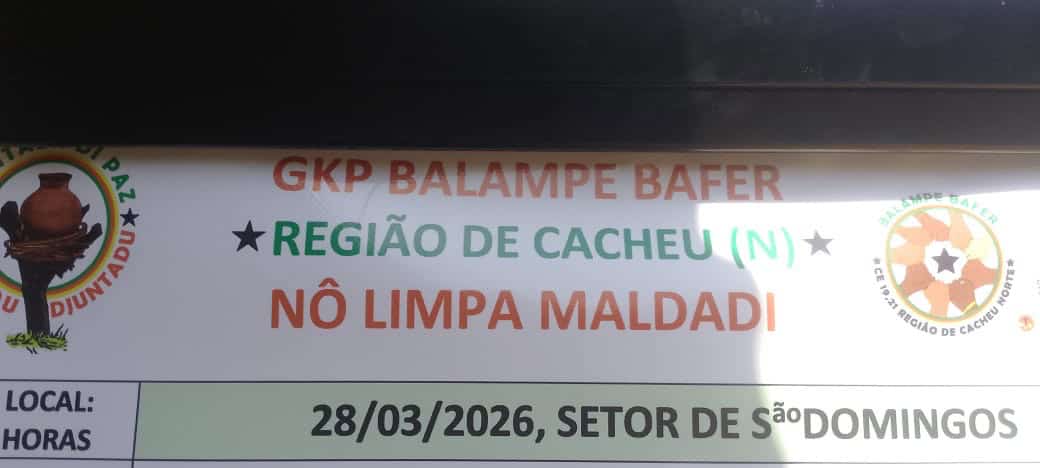 DI PAZ
DJUNTADU
GKP BALAMPE BAFER
★REGIÃO DE CACHEU (N)★
NÔ LIMPA MALDADI
BALAMPE BAFER
★CE 19,21 REGIÃO DE CACHEU NORTE★
LOCAL:
HORAS
28/03/2026, SETOR DE SãoDOMINGOS